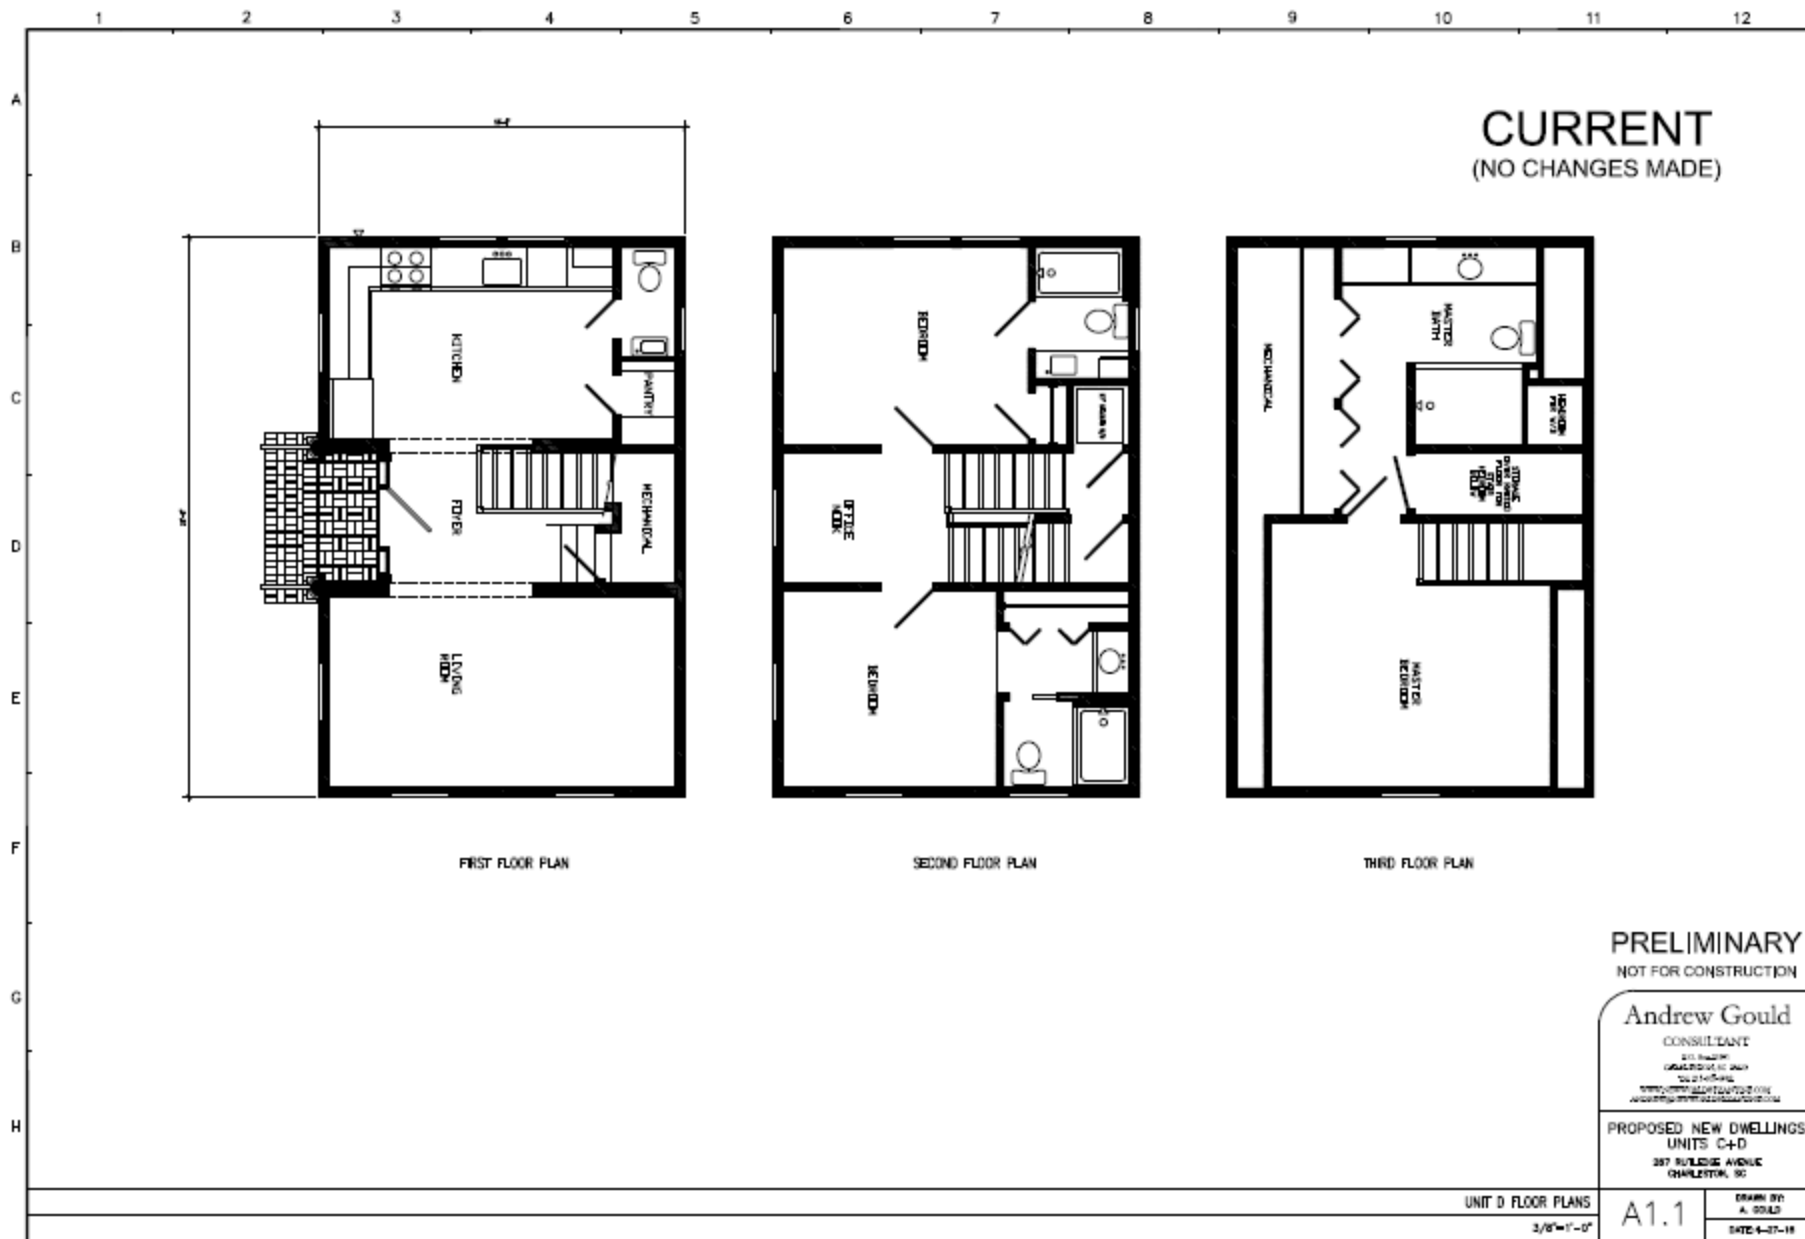 1 2 3 4 5 6 7 8 9 10 11 12
A
B
C
D
E
F
G
H
CURRENT
(NO CHANGES MADE)
KITCHEN
PANTRY
FOYER
MECHANICAL
LIVING
ROOM
FIRST FLOOR PLAN
BEDROOM
OFFICE
NOOK
BEDROOM
SECOND FLOOR PLAN
MECHANICAL
MASTER
BATH
STORAGE
MASTER
BEDROOM
THIRD FLOOR PLAN
PRELIMINARY
NOT FOR CONSTRUCTION
Andrew Gould
CONSULTANT
PROPOSED NEW DWELLINGS
UNITS C+D
RUTLEDGE AVENUE
CHARLESTON, SC
UNIT D FLOOR PLANS
3/8"=1'-0"
A1.1
DRAWN BY:
A. GOULD